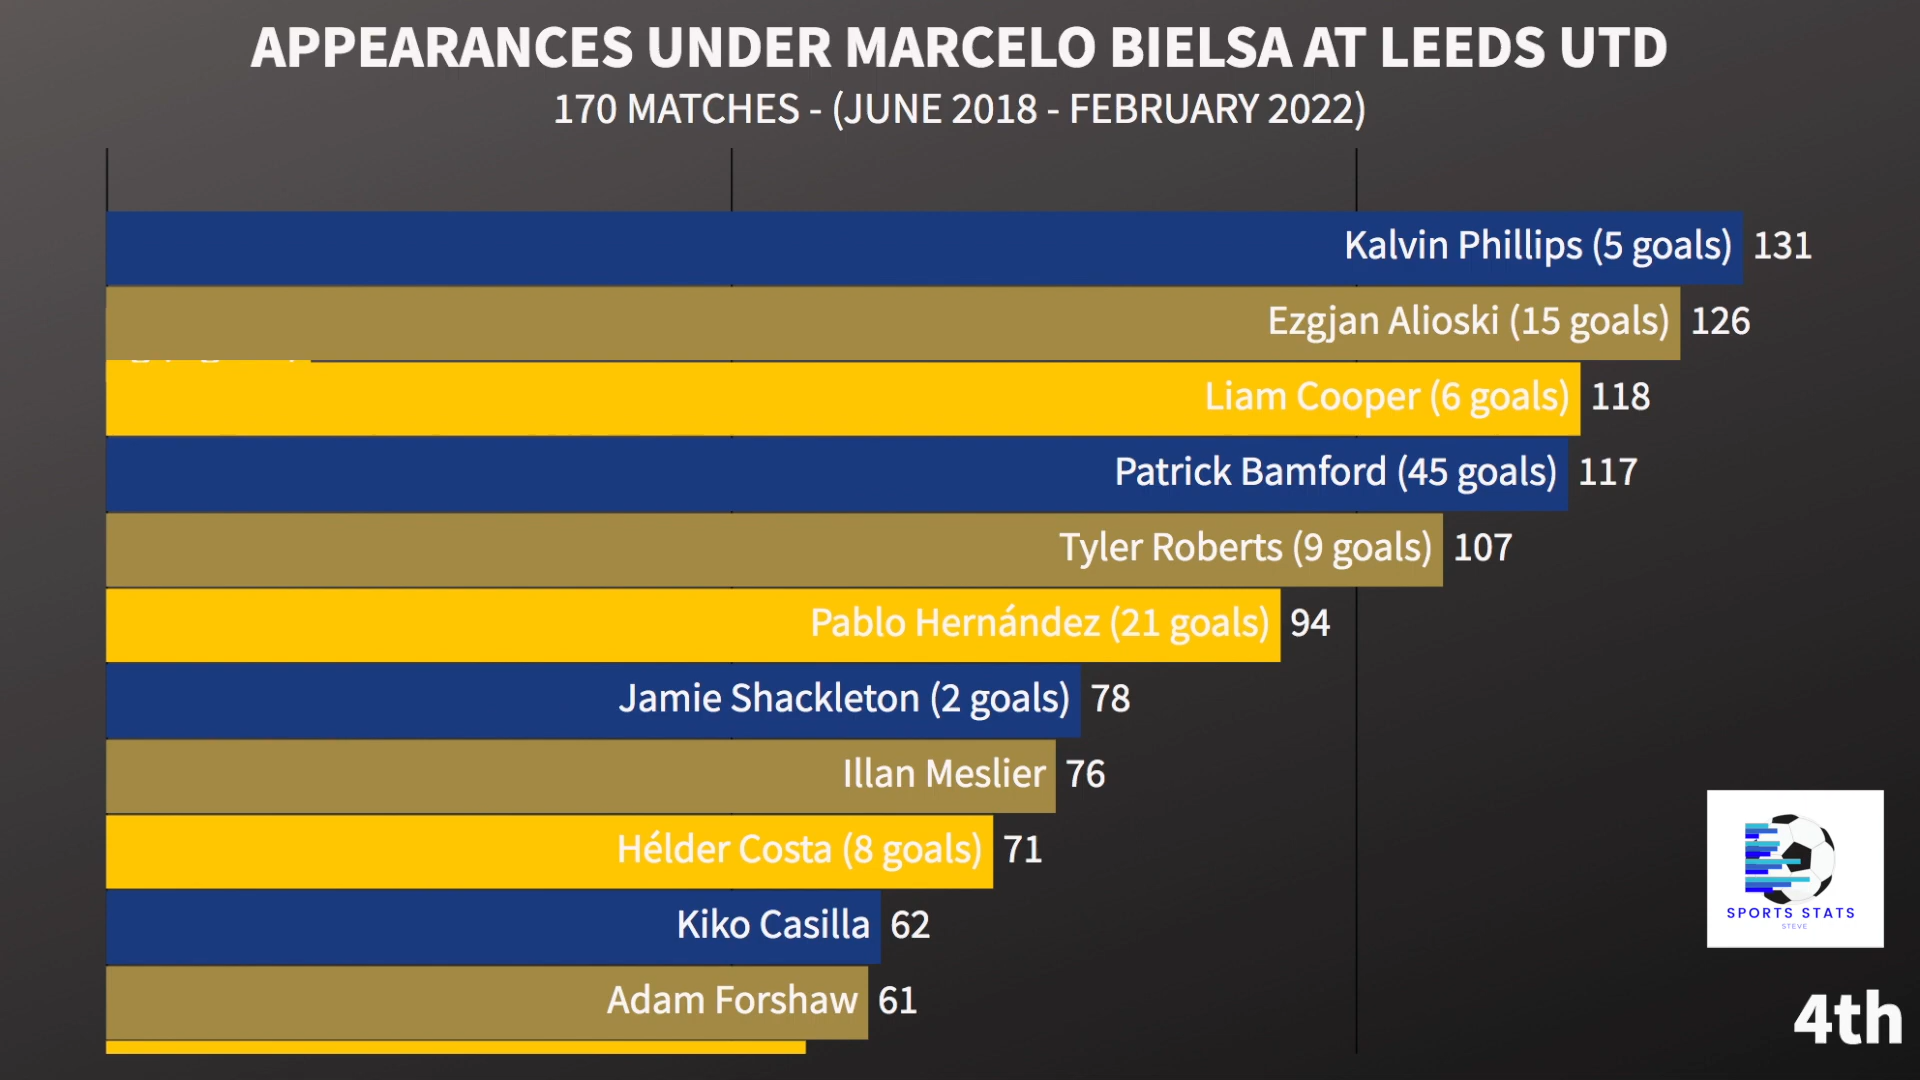 APPEARANCES UNDER MARCELO BIELSA AT LEEDS UTD
170 MATCHES - (JUNE 2018 - FEBRUARY 2022)
Kalvin Phillips (5 goals) 131
Ezgjan Alioski (15 goals) 126
Liam Cooper (6 goals) 118
Patrick Bamford (45 goals) 117
Tyler Roberts (9 goals) 107
Pablo Hernández (21 goals) 94
Jamie Shackleton (2 goals) 78
Illan Meslier 76
Hélder Costa (8 goals) 71
Kiko Casilla 62
Adam Forshaw 61
SPORTS STATS
STEVE
4th